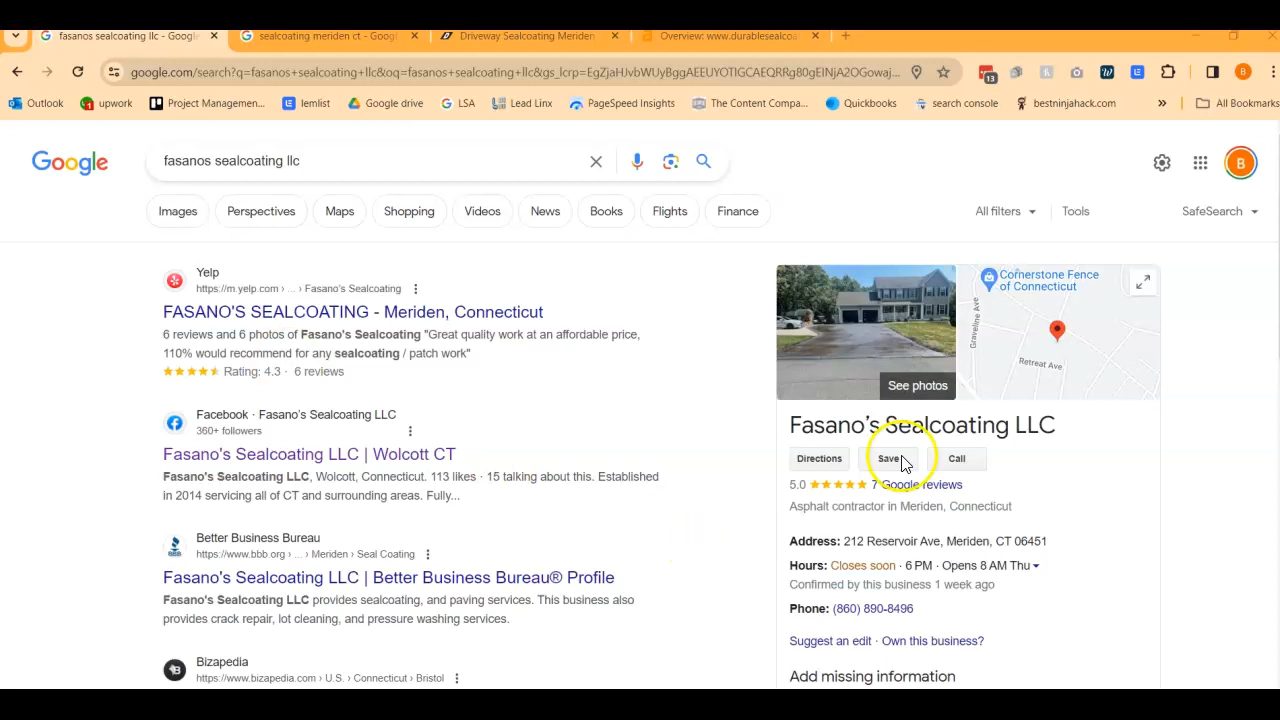 fasanos sealcoating llc - Google
sealcoating meriden ct - Google
Driveway Sealcoating Meriden
Overview: www.durablesealcoa
google.com/search?q=fasanos+sealcoating+llc&oq=fasanos+sealcoating+llc&gs_lcrp=EgZjaHJvbWUyBggAEEUYOTIGCAEQRRg80gEINjA2OGowaj...
13
B
Outlook
upwork
Project Managemen...
lemlist
Google drive
LSA
Lead Linx
PageSpeed Insights
The Content Compa...
Quickbooks
search console
bestninjahack.com
»
All Bookmarks
Google
fasanos sealcoating llc
B
Images
Perspectives
Maps
Shopping
Videos
News
Books
Flights
Finance
All filters
Tools
SafeSearch
Yelp
https://m.yelp.com › ... › Fasano's Sealcoating
FASANO'S SEALCOATING - Meriden, Connecticut
6 reviews and 6 photos of Fasano's Sealcoating "Great quality work at an affordable price,
110% would recommend for any sealcoating / patch work"
Rating: 4.3 · 6 reviews
Facebook · Fasano's Sealcoating LLC
360+ followers
Fasano's Sealcoating LLC | Wolcott CT
Fasano's Sealcoating LLC, Wolcott, Connecticut. 113 likes · 15 talking about this. Established
in 2014 servicing all of CT and surrounding areas. Fully...
Better Business Bureau
https://www.bbb.org › ... › Meriden › Seal Coating
Fasano's Sealcoating LLC | Better Business Bureau® Profile
Fasano's Sealcoating LLC provides sealcoating, and paving services. This business also
provides crack repair, lot cleaning, and pressure washing services.
Bizapedia
https://www.bizapedia.com › U.S. › Connecticut › Bristol
See photos
Cornerstone Fence
of Connecticut
Graveline Ave
Retreat Ave
Fasano's Sealcoating LLC
Directions
Save
Call
5.0
7 Google reviews
Asphalt contractor in Meriden, Connecticut
Address: 212 Reservoir Ave, Meriden, CT 06451
Hours: Closes soon · 6 PM · Opens 8 AM Thu
Confirmed by this business 1 week ago
Phone: (860) 890-8496
Suggest an edit · Own this business?
Add missing information